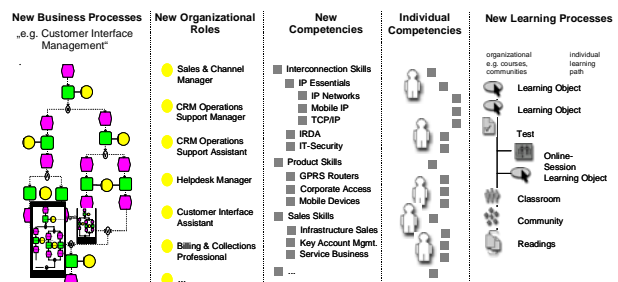 New Business Processes
„e.g. Customer Interface
Management“
New Organizational
Roles
Sales & Channel
Manager
CRM Operations
Support Manager
CRM Operations
Support Assistant
Helpdesk Manager
Customer Interface
Assistant
Billing & Collections
Professional
...
New
Competencies
Interconnection Skills
IP Essentials
IP Networks
Mobile IP
TCP/IP
IRDA
IT-Security
Product Skills
GPRS Routers
Corporate Access
Mobile Devices
Sales Skills
Infrastructure Sales
Key Account Mgmt.
Service Business
...
Individual
Competencies
New Learning Processes
organizational
e.g. courses,
communities
individual
learning
path
Learning Object
Learning Object
Test
Online-
Session
Learning Object
Classroom
Community
Readings